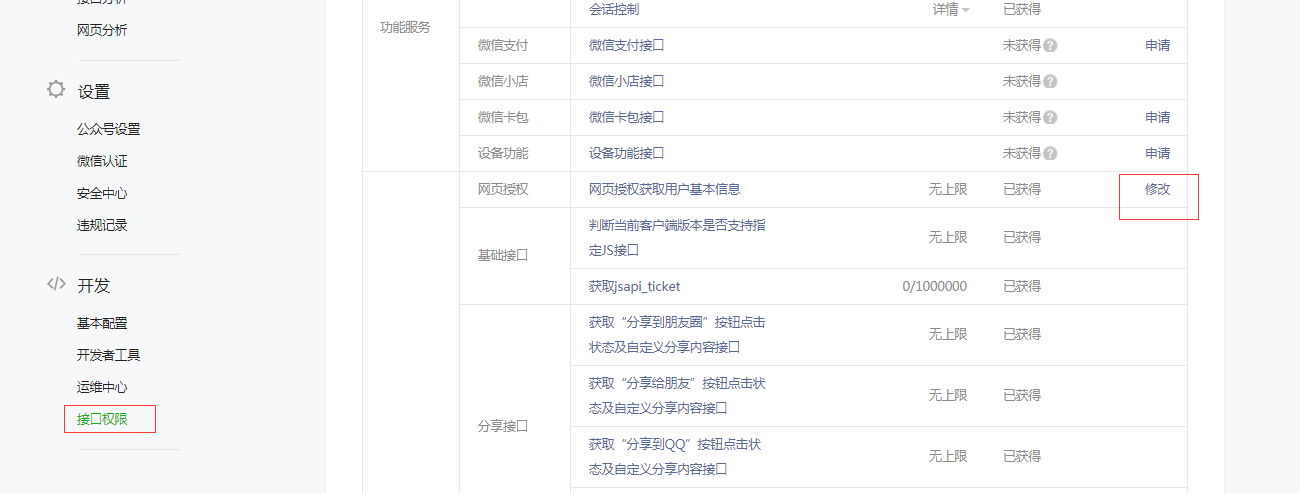 接口分析
网页分析
设置
公众号设置
微信认证
安全中心
违规记录
开发
基本配置
开发者工具
运维中心
接口权限
功能服务
会话控制 详情 已获得
微信支付 微信支付接口 未获得 ? 申请
微信小店 微信小店接口 未获得 ?
微信卡包 微信卡包接口 未获得 ? 申请
设备功能 设备功能接口 未获得 ? 申请
网页授权 网页授权获取用户基本信息 无上限 已获得 修改
基础接口
判断当前客户端版本是否支持指
定JS接口
无上限 已获得
获取jsapi_ticket 0/1000000 已获得
分享接口
获取“分享到朋友圈”按钮点击
状态及自定义分享内容接口
无上限 已获得
获取“分享给朋友”按钮点击状
态及自定义分享内容接口
无上限 已获得
获取“分享到QQ”按钮点击状
态及自定义分享内容接口
无上限 已获得